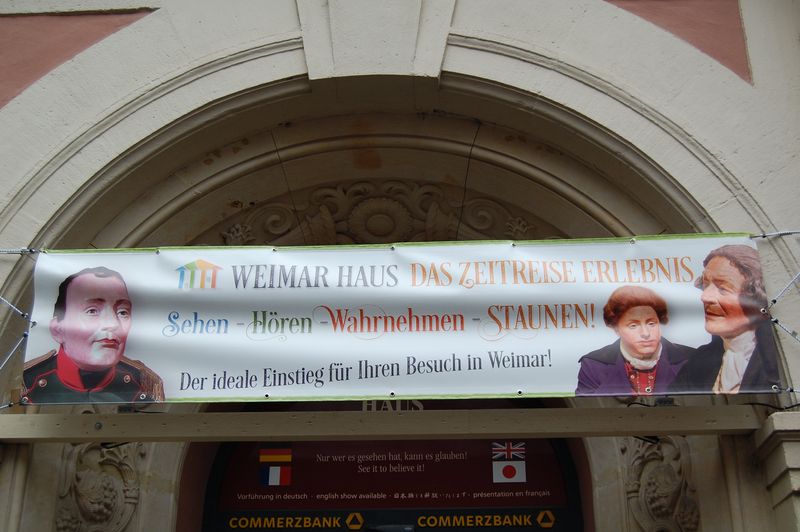 WEIMAR HAUS DAS ZEITREISE ERLEBNIS
Sehen - Hören - Wahrnehmen - STAUNEN!
Der ideale Einstieg für Ihren Besuch in Weimar!
HAUS
Nur wer es gesehen hat, kann es glauben!
See it to believe it!
Vorführung in deutsch - english show available - - présentation en français
COMMERZBANK COMMERZBANK